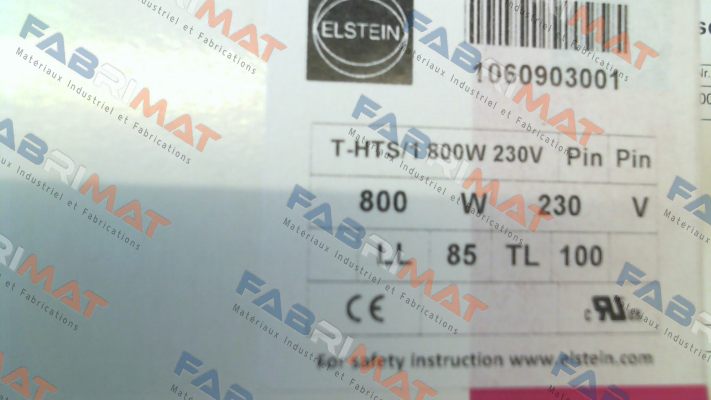 ELSTEIN
1060903001
T-HTS/1 800W 230V Pin Pin
800 W 230 V
LL 85 TL 100
CE
For safety instruction www.elstein.com
FABRIMAT
Matériaux Industriel et Fabrications